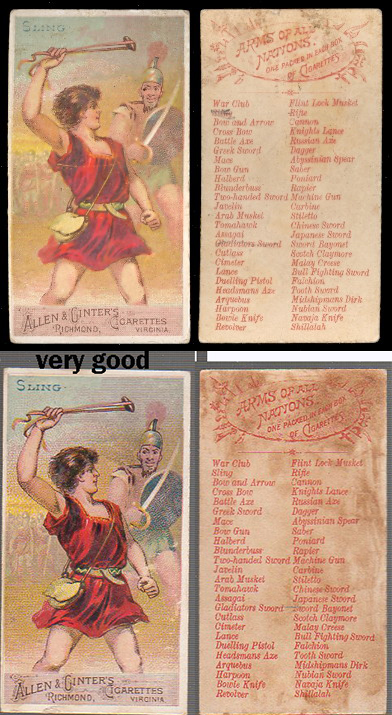 SLING
ALLEN & GINTER'S CIGARETTES
RICHMOND, VIRGINIA
ARMS OF ALL
NATIONS.
ONE PACKED IN EACH BOX
OF CIGARETTES
War Club Flint Lock Musket
Rifle
Bow and Arrow Cannon
Cross Bow Knights Lance
Battle Axe Russian Axe
Greek Sword Dagger
Mace Abyssinian Spear
Bow Gun Saber
Halberd Poniard
Blunderbuss Rapier
Two-handed Sword Machine Gun
Javelin Carbine
Arab Musket Stiletto
Tomahawk Chinese Sword
Assagai Japanese Sword
Gladiators Sword Sword Bayonet
Cutlass Scotch Claymore
Cimeter Malay Creese
Lance Bull Fighting Sword
Duelling Pistol Falchion
Headsmans Axe Tooth Sword
Arquebus Midshipmans Dirk
Harpoon Nubian Sword
Bowie Knife Navaja Knife
Revolver Shillalah
very good
SLING
ALLEN & GINTER'S CIGARETTES
RICHMOND, VIRGINIA
ARMS OF ALL
NATIONS.
ONE PACKED IN EACH BOX
OF CIGARETTES
War Club Flint Lock Musket
Sling Rifle
Bow and Arrow Cannon
Cross Bow Knights Lance
Battle Axe Russian Axe
Greek Sword Dagger
Mace Abyssinian Spear
Bow Gun Saber
Halberd Poniard
Blunderbuss Rapier
Two-handed Sword Machine Gun
Javelin Carbine
Arab Musket Stiletto
Tomahawk Chinese Sword
Assagai Japanese Sword
Gladiators Sword Sword Bayonet
Cutlass Scotch Claymore
Cimeter Malay Creese
Lance Bull Fighting Sword
Duelling Pistol Falchion
Headsmans Axe Tooth Sword
Arquebus Midshipmans Dirk
Harpoon Nubian Sword
Bowie Knife Navaja Knife
Revolver Shillalah